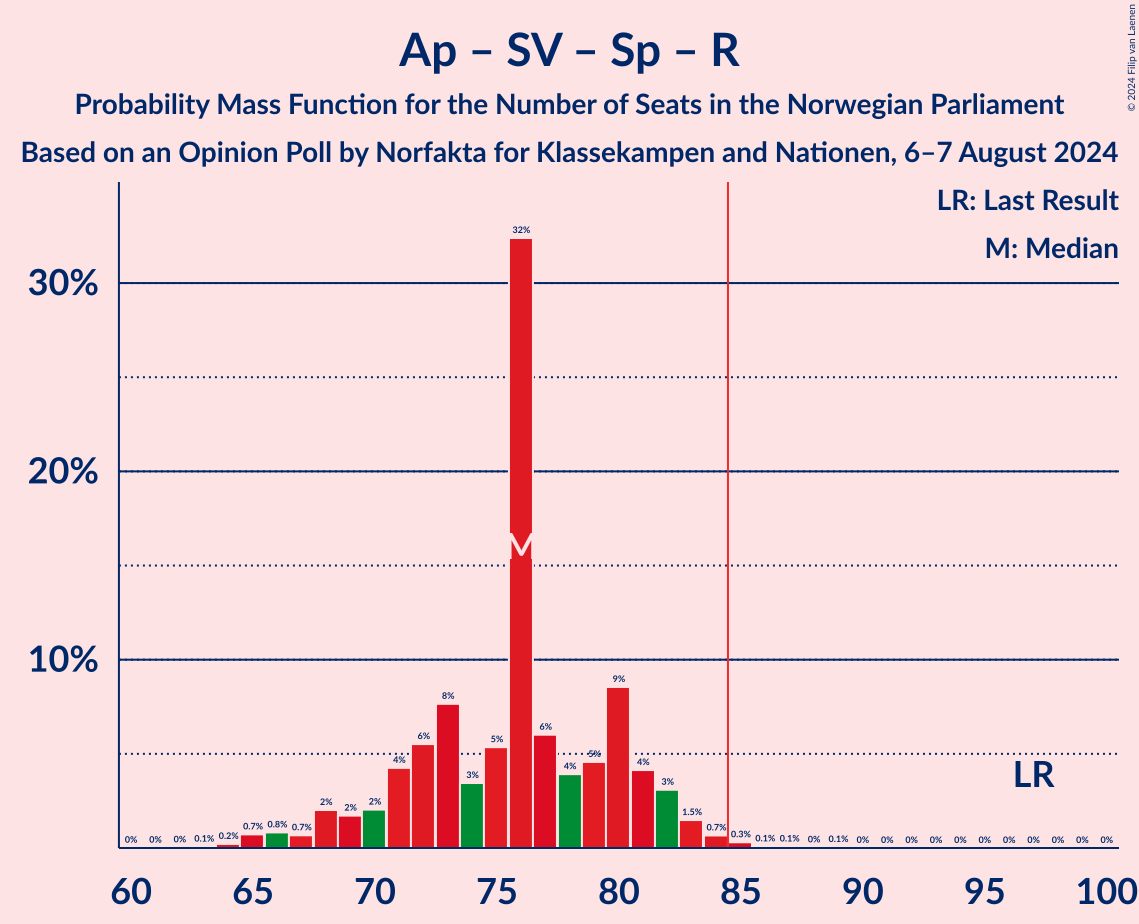 Ap – SV – Sp – R
Probability Mass Function for the Number of Seats in the Norwegian Parliament
Based on an Opinion Poll by Norfakta for Klassekampen and Nationen, 6–7 August 2024
© 2024 Filip van Laenen
LR: Last Result
M: Median
30%
20%
10%
0% 0% 0% 0.1% 0.2% 0.7% 0.8% 0.7% 2% 2% 2% 4% 6% 8% 3% 5% 32% 6% 4% 5% 9% 4% 3% 1.5% 0.7% 0.3% 0.1% 0.1% 0% 0.1% 0% 0% 0% 0% 0% 0% 0% 0% 0% 0% 0%
M
LR
60 65 70 75 80 85 90 95 100